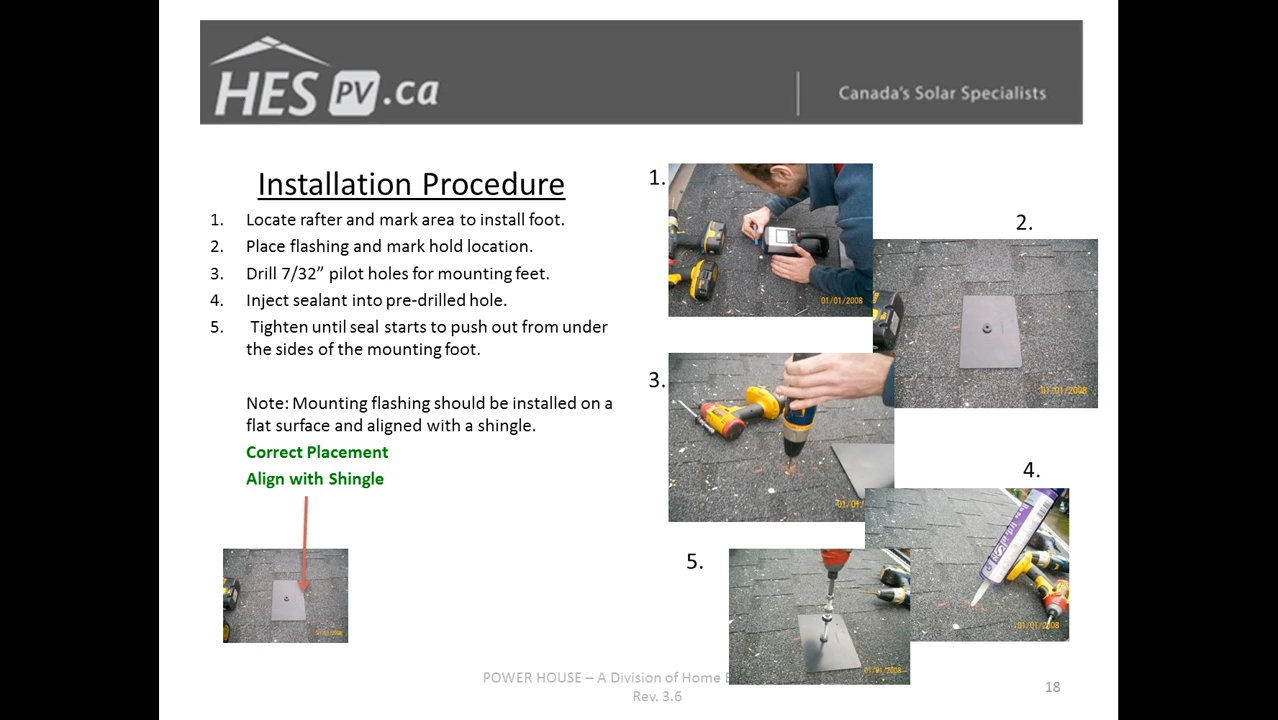 HES PV.ca
Canada's Solar Specialists
Installation Procedure
1. Locate rafter and mark area to install foot.
2. Place flashing and mark hold location.
3. Drill 7/32” pilot holes for mounting feet.
4. Inject sealant into pre-drilled hole.
5. Tighten until seal starts to push out from under
the sides of the mounting foot.
Note: Mounting flashing should be installed on a
flat surface and aligned with a shingle.
Correct Placement
Align with Shingle
1.
01/01/2008
2.
01/01/2008
3.
01/01/
4.
01/01/2008
5.
01/01/2008
01/01/2008
POWER HOUSE – A Division of Home
Rev. 3.6
18